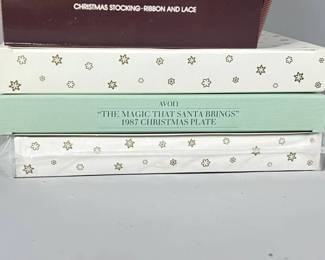 CHRISTMAS STOCKING-RIBBON AND LACE
AVON
"THE MAGIC THAT SANTA BRINGS"
1987 CHRISTMAS PLATE